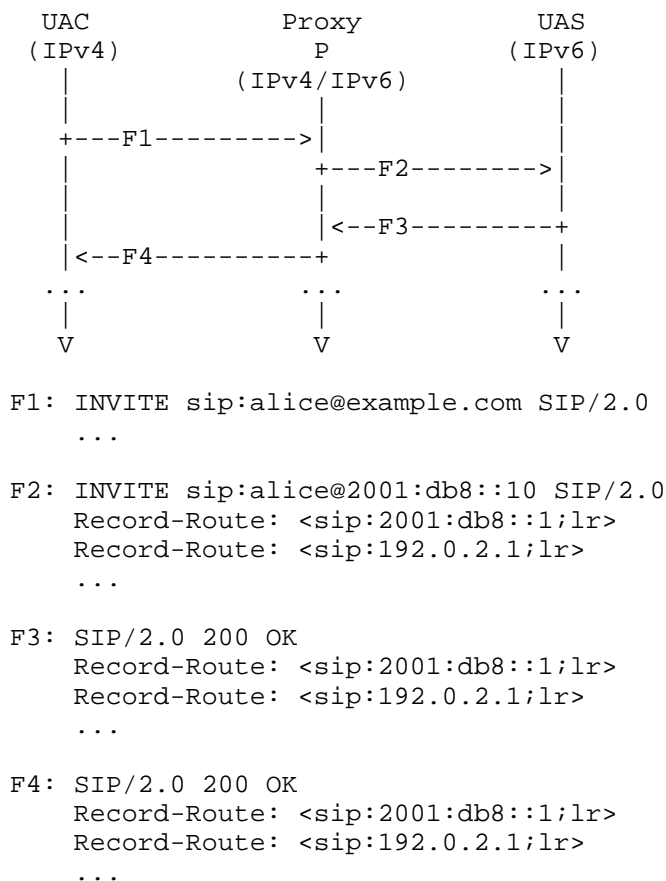 UAC Proxy UAS
(IPv4) P (IPv6)
| (IPv4/IPv6) |
| | |
+---F1--------->| |
| +---F2-------->|
| | |
| |<--F3---------+
|<--F4----------+ |
... ... ...
| | |
V V V
F1: INVITE sip:alice@example.com SIP/2.0
...
F2: INVITE sip:alice@2001:db8::10 SIP/2.0
Record-Route: <sip:2001:db8::1;lr>
Record-Route: <sip:192.0.2.1;lr>
...
F3: SIP/2.0 200 OK
Record-Route: <sip:2001:db8::1;lr>
Record-Route: <sip:192.0.2.1;lr>
...
F4: SIP/2.0 200 OK
Record-Route: <sip:2001:db8::1;lr>
Record-Route: <sip:192.0.2.1;lr>
...